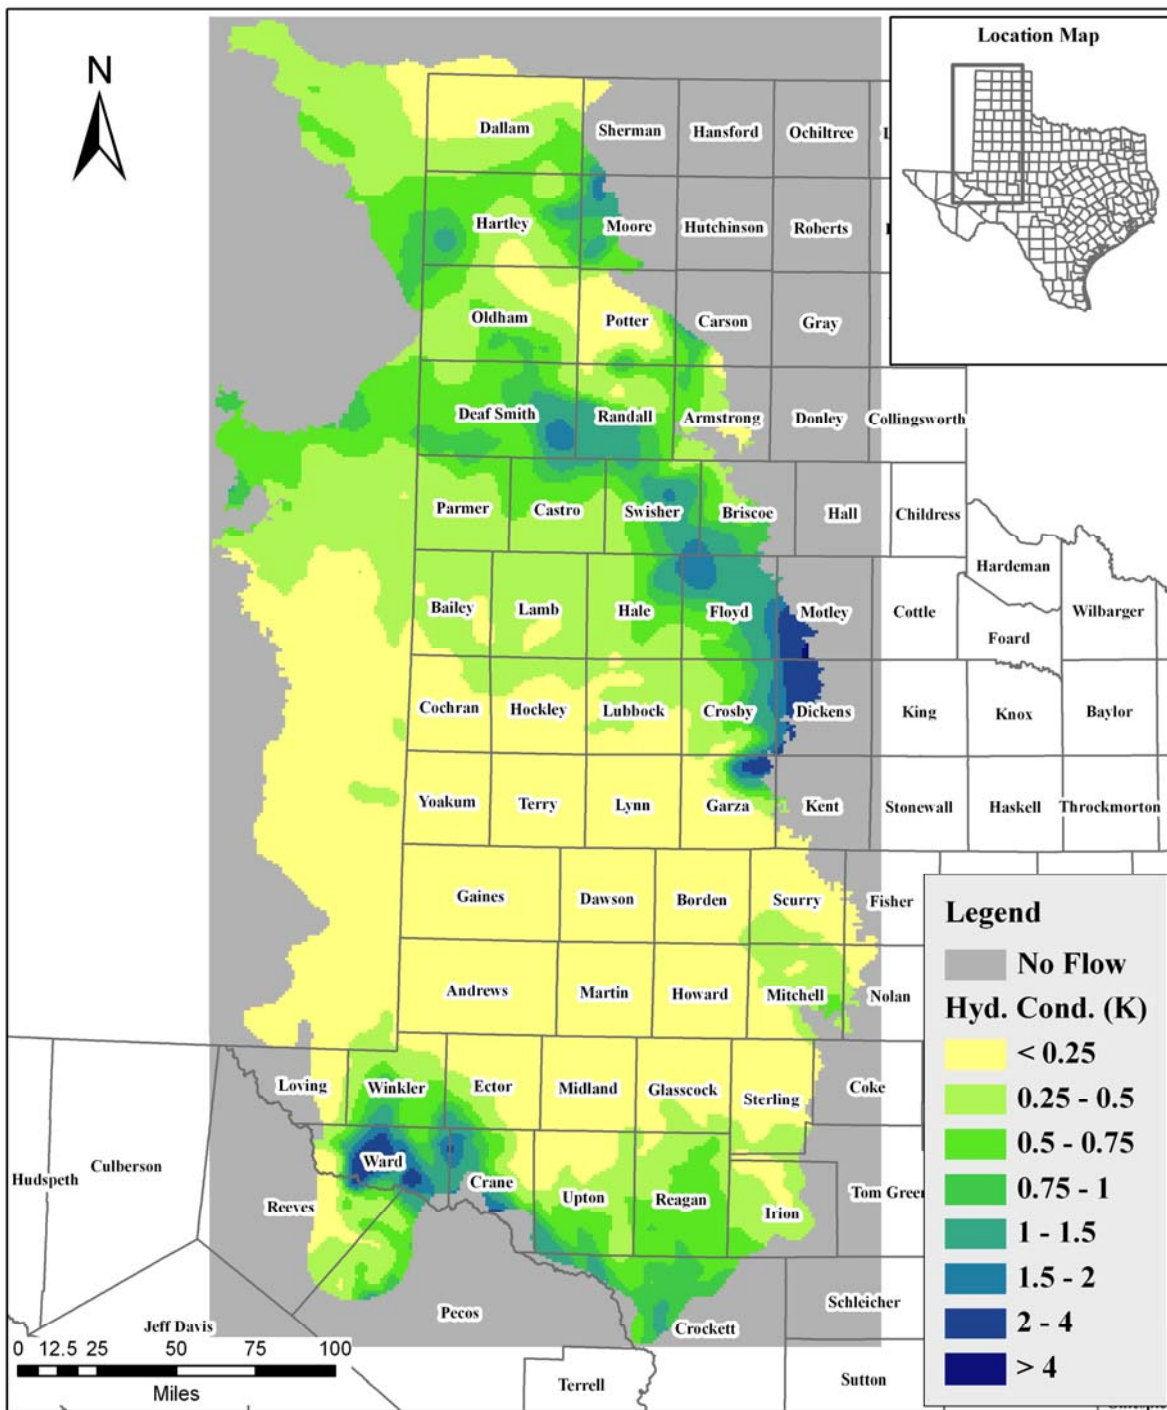 Location Map
N
Dallam
Sherman
Hansford
Ochiltree
Hartley
Moore
Hutchinson
Roberts
Oldham
Potter
Carson
Gray
Deaf Smith
Randall
Armstrong
Donley
Collingsworth
Parmer
Castro
Swisher
Briscoe
Hall
Childress
Hardeman
Bailey
Lamb
Hale
Floyd
Motley
Cottle
Wilbarger
Foard
Cochran
Hockley
Lubbock
Crosby
Dickens
King
Knox
Baylor
Yoakum
Terry
Lynn
Garza
Kent
Stonewall
Haskell
Throckmorton
Gaines
Dawson
Borden
Scurry
Fisher
Andrews
Martin
Howard
Mitchell
Nolan
Loving
Winkler
Ector
Midland
Glasscock
Sterling
Coke
Hudspeth
Culberson
Ward
Crane
Reeves
Upton
Reagan
Irion
Tom Green
Pecos
Crockett
Schleicher
Jeff Davis
Terrell
Sutton
Legend
No Flow
Hyd. Cond. (K)
< 0.25
0.25 - 0.5
0.5 - 0.75
0.75 - 1
1 - 1.5
1.5 - 2
2 - 4
> 4
0 12.5 25 50 75 100
Miles